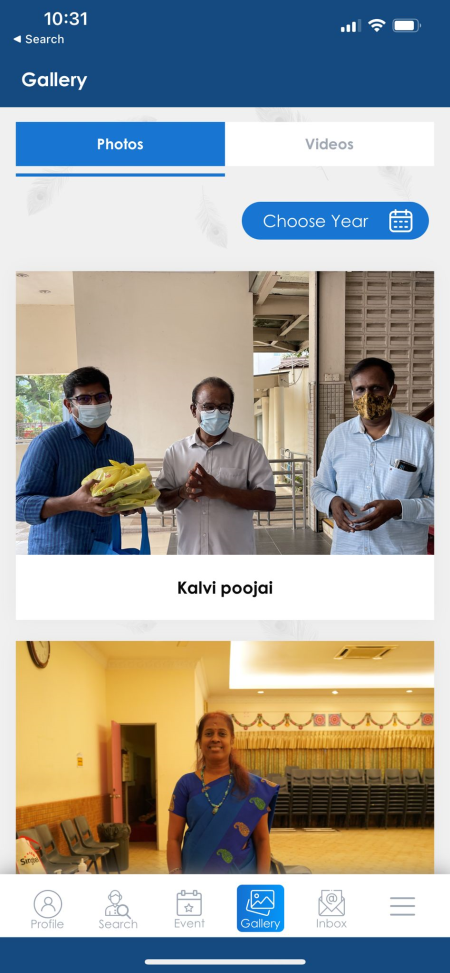 10:31
◀ Search
Gallery
Photos
Videos
Choose Year
Kalvi poojai
Profile
Search
Event
Gallery
Inbox